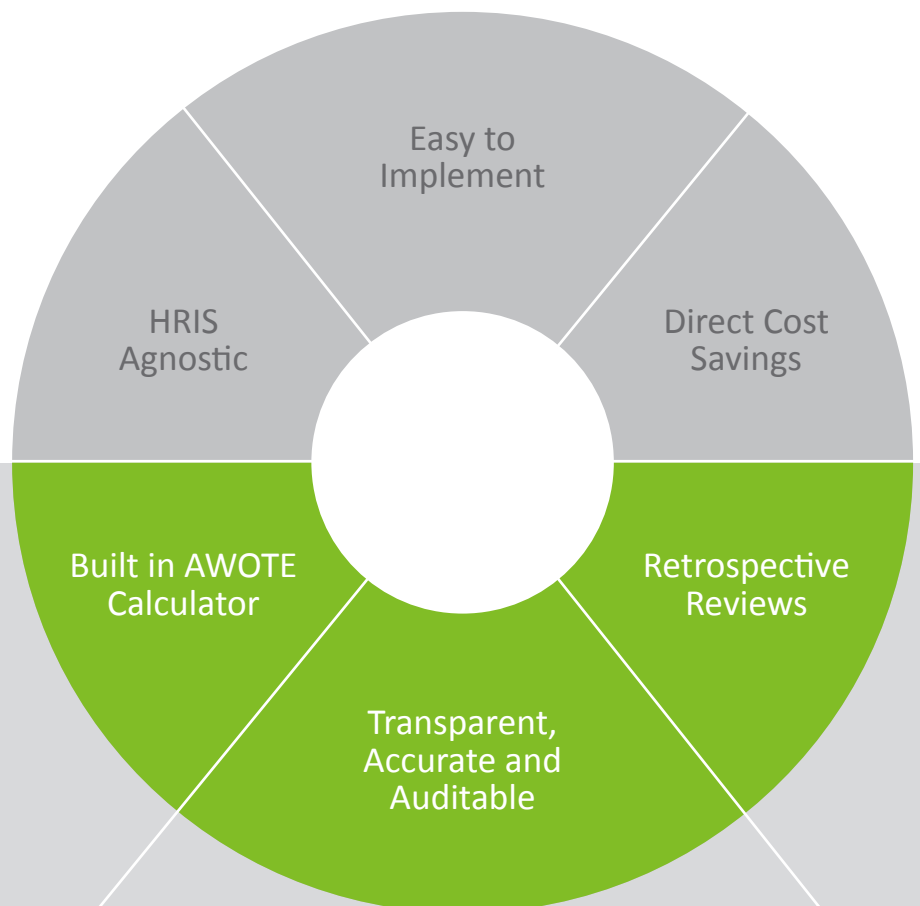 Easy to
Implement
HRIS
Agnostic
Direct Cost
Savings
Built in AWOTE
Calculator
Retrospective
Reviews
Transparent,
Accurate and
Auditable